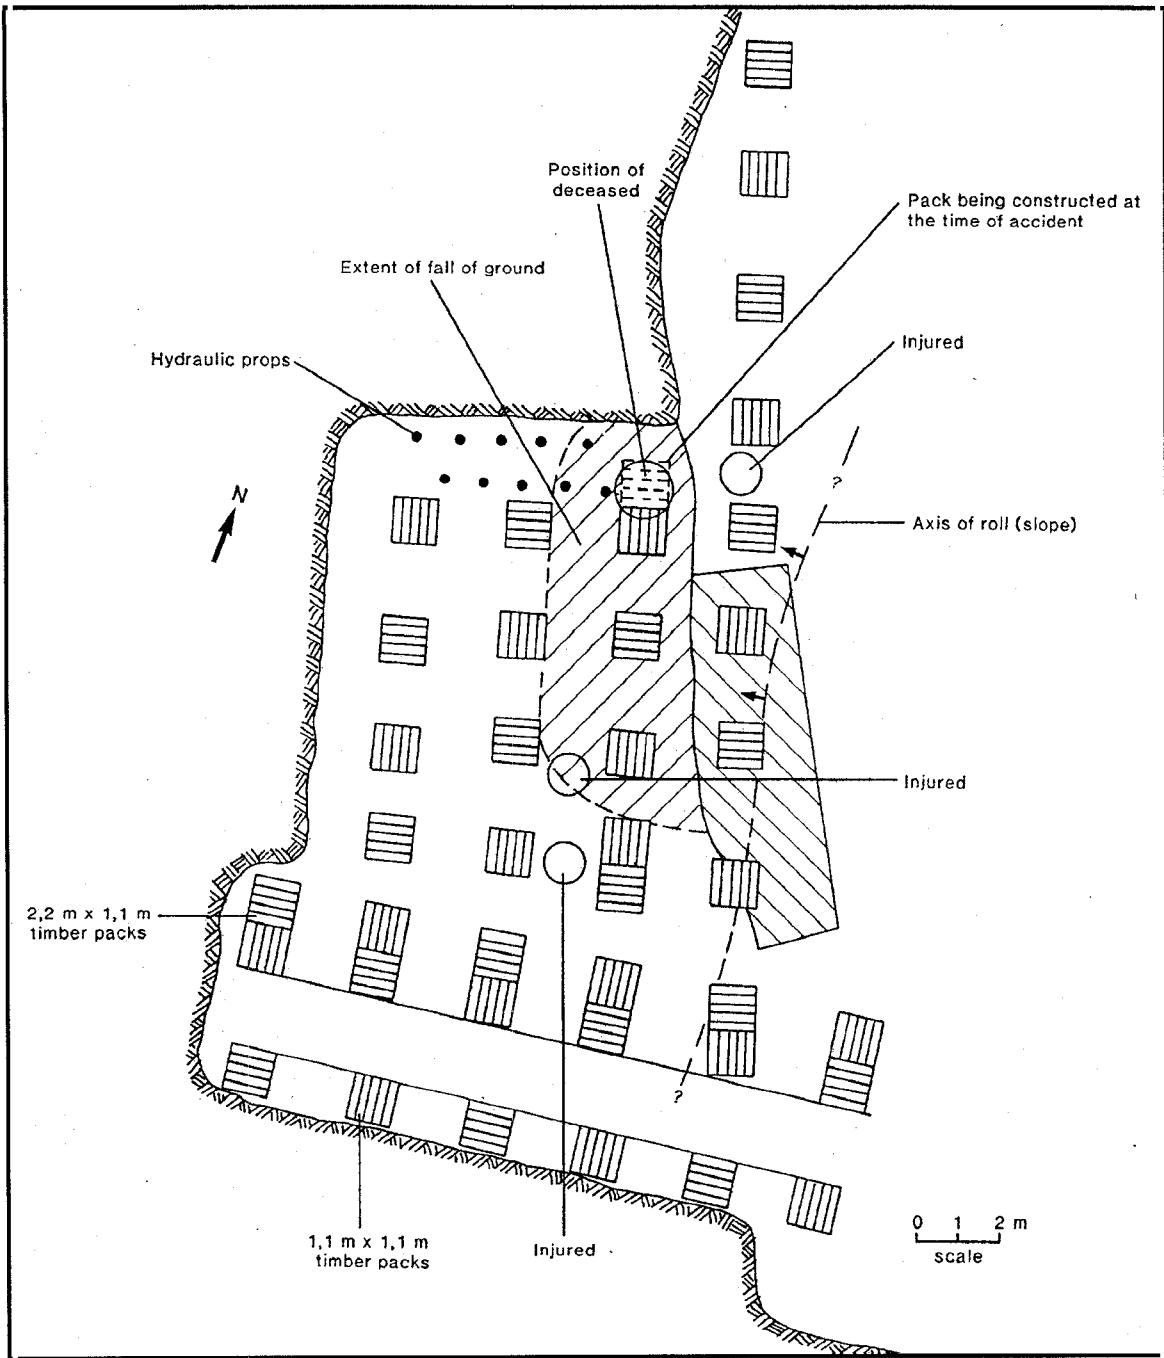 Position of
deceased
Pack being constructed at
the time of accident
Extent of fall of ground
Injured
Hydraulic props
?
N
Axis of roll (slope)
Injured
2,2 m x 1,1 m
timber packs
?
0 1 2 m
scale
1,1 m x 1,1 m
timber packs
Injured